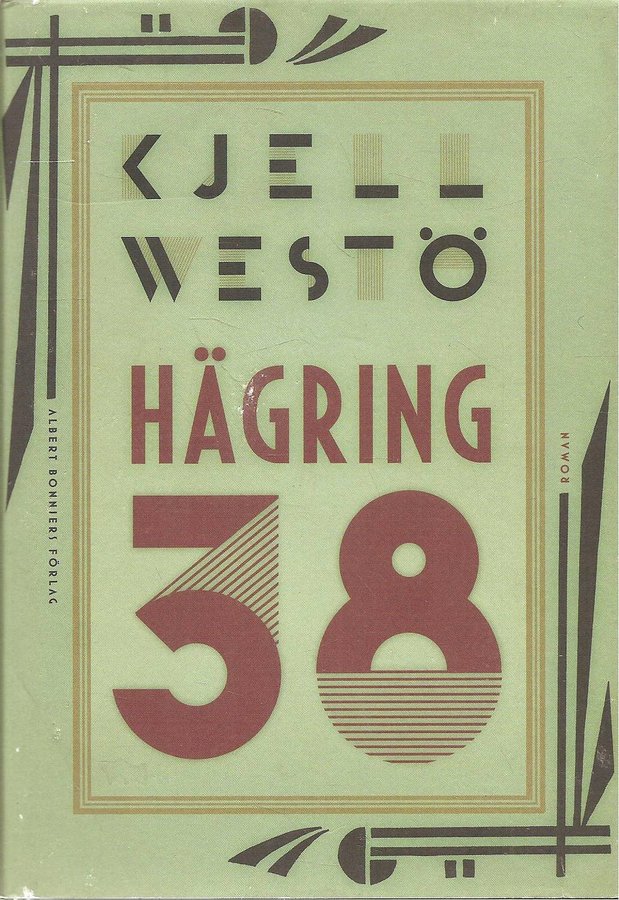 KJELL
WESTÖ
HÄGRING
38
ALBERT BONNIERS FÖRLAG
ROMAN